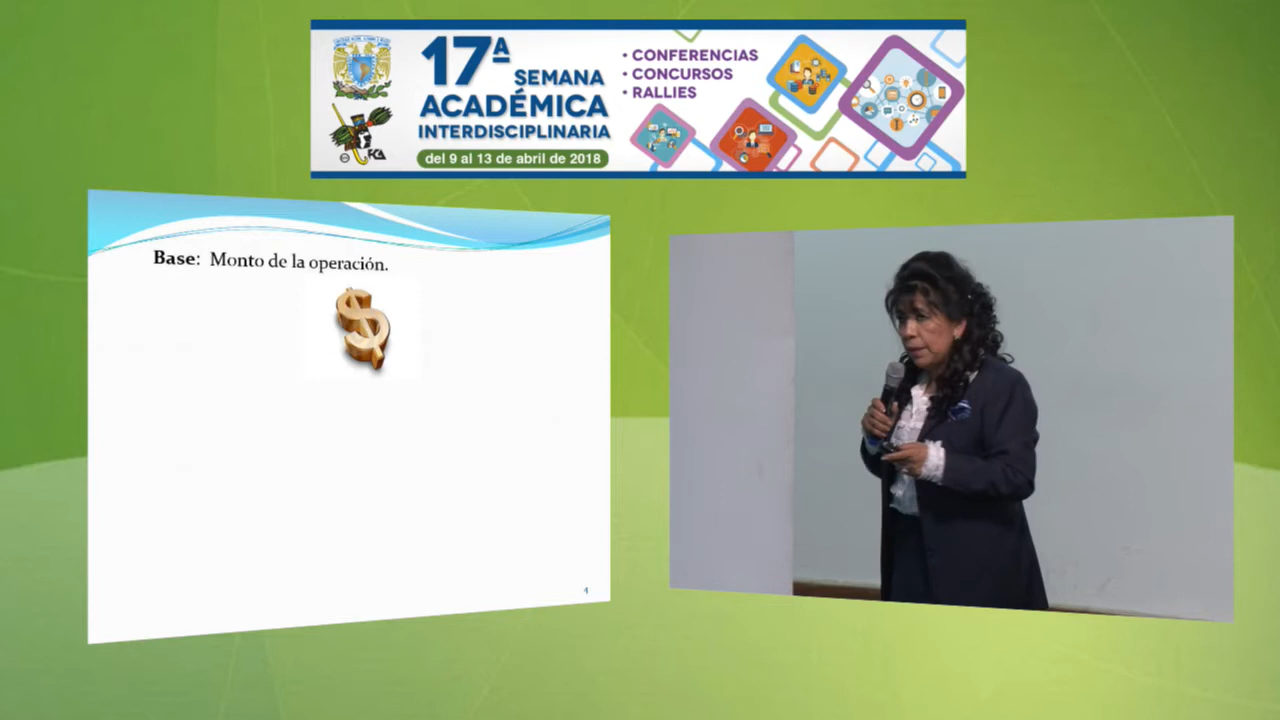 17ª
SEMANA
ACADÉMICA
INTERDISCIPLINARIA
del 9 al 13 de abril de 2018
• CONFERENCIAS
• CONCURSOS
• RALLIES
FCA
Base: Monto de la operación.
4